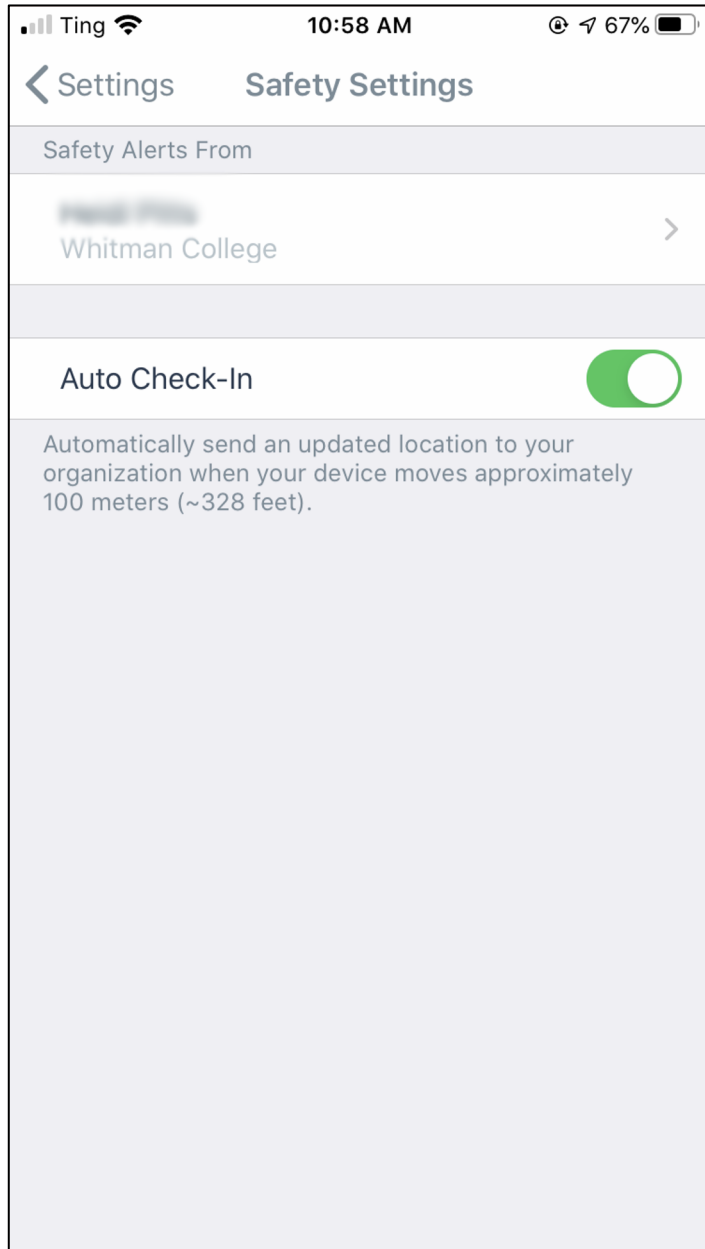 Ting 10:58 AM 67%
Settings Safety Settings
Safety Alerts From
Whitman College
Auto Check-In
Automatically send an updated location to your
organization when your device moves approximately
100 meters (~328 feet).